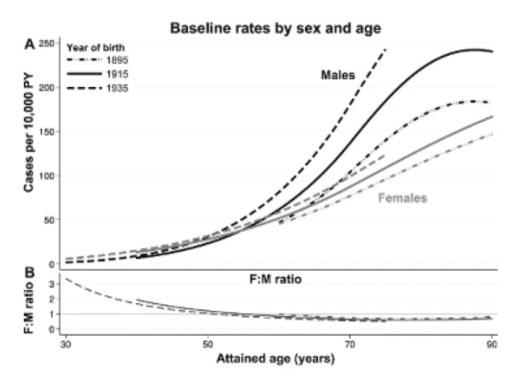 Baseline rates by sex and age
A
Cases per 10,000 PY
250
200
150
100
50
0
Year of birth
1895
1915
1935
Males
Females
B
F:M ratio
F:M ratio
3
2
1
0
30
50
70
90
Attained age (years)